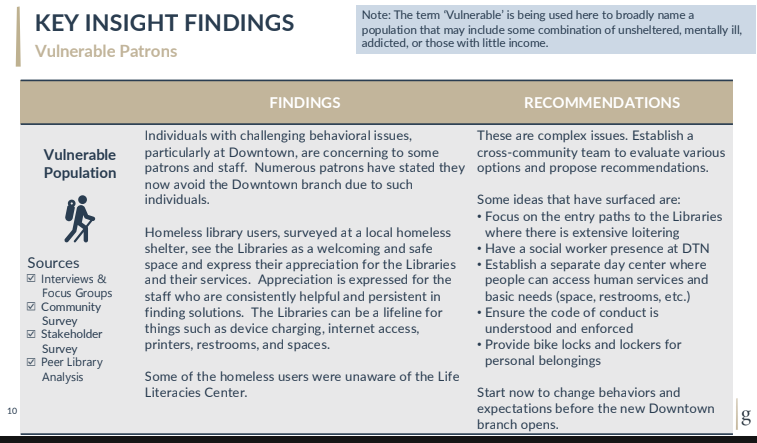 KEY INSIGHT FINDINGS
Vulnerable Patrons
Note: The term ‘Vulnerable’ is being used here to broadly name a
population that may include some combination of unsheltered, mentally ill,
addicted, or those with little income.
FINDINGS
RECOMMENDATIONS
Vulnerable
Population
Sources
☑ Interviews &
Focus Groups
☑ Community
Survey
☑ Stakeholder
Survey
☑ Peer Library
Analysis
Individuals with challenging behavioral issues,
particularly at Downtown, are concerning to some
patrons and staff. Numerous patrons have stated they
now avoid the Downtown branch due to such
individuals.
Homeless library users, surveyed at a local homeless
shelter, see the Libraries as a welcoming and safe
space and express their appreciation for the Libraries
and their services. Appreciation is expressed for the
staff who are consistently helpful and persistent in
finding solutions. The Libraries can be a lifeline for
things such as device charging, internet access,
printers, restrooms, and spaces.
Some of the homeless users were unaware of the Life
Literacies Center.
These are complex issues. Establish a
cross-community team to evaluate various
options and propose recommendations.
Some ideas that have surfaced are:
• Focus on the entry paths to the Libraries
where there is extensive loitering
• Have a social worker presence at DTN
• Establish a separate day center where
people can access human services and
basic needs (space, restrooms, etc.)
• Ensure the code of conduct is
understood and enforced
• Provide bike locks and lockers for
personal belongings
Start now to change behaviors and
expectations before the new Downtown
branch opens.
10
g